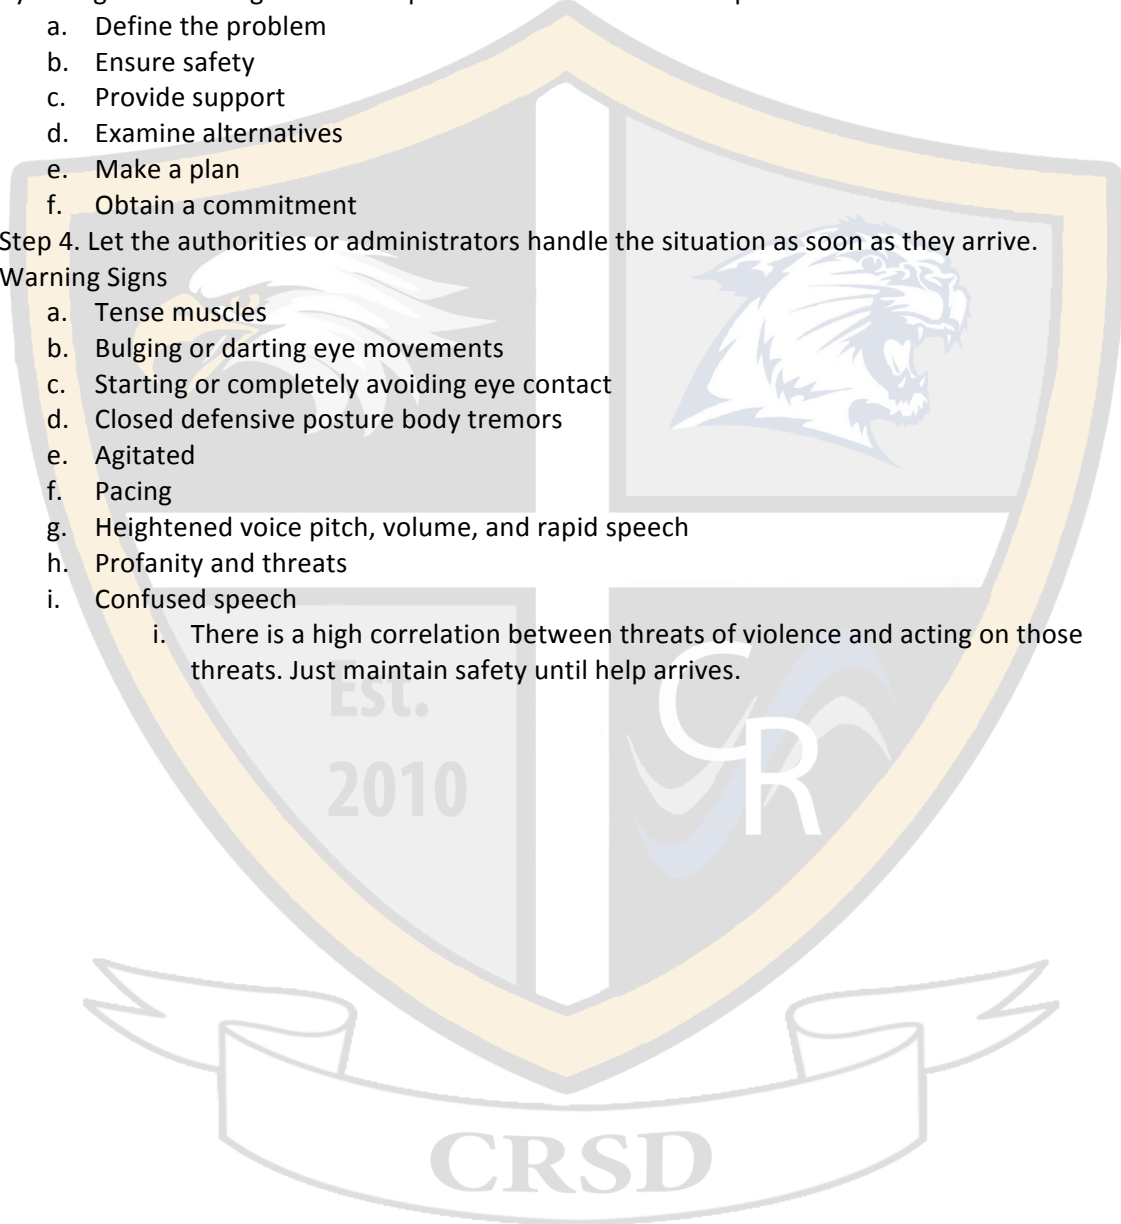 a. Define the problem
b. Ensure safety
c. Provide support
d. Examine alternatives
e. Make a plan
f. Obtain a commitment
Step 4. Let the authorities or administrators handle the situation as soon as they arrive.
Warning Signs
a. Tense muscles
b. Bulging or darting eye movements
c. Starting or completely avoiding eye contact
d. Closed defensive posture body tremors
e. Agitated
f. Pacing
g. Heightened voice pitch, volume, and rapid speech
h. Profanity and threats
i. Confused speech
i. There is a high correlation between threats of violence and acting on those
threats. Just maintain safety until help arrives.
Est.
2010
CR
CRSD